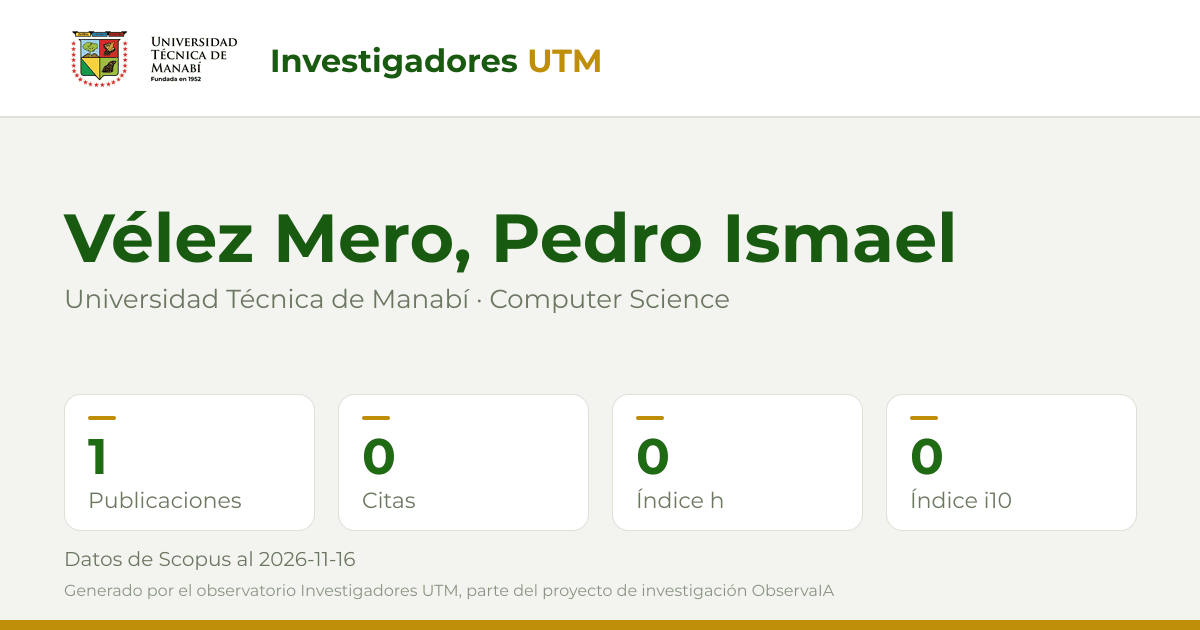 UNIVERSIDAD
TÉCNICA DE
MANABÍ
Fundada en 1952
Investigadores UTM
Vélez Mero, Pedro Ismael
Universidad Técnica de Manabí · Computer Science
1
Publicaciones
0
Citas
0
Índice h
0
Índice i10
Datos de Scopus al 2026-11-16
Generado por el observatorio Investigadores UTM, parte del proyecto de investigación ObservaIA